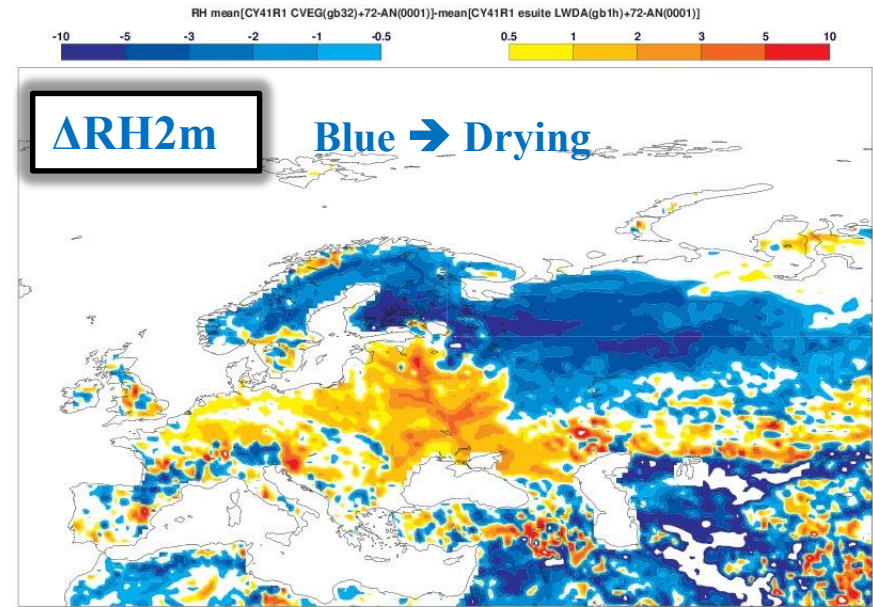 RH mean[CY41R1 CVEG(gb32)+72-AN(0001)]-mean[CY41R1 esuite LWDA(gb1h)+72-AN(0001)]
-10 -5 -3 -2 -1 -0.5 0.5 1 2 3 5 10
ΔRH2m Blue ➔ Drying